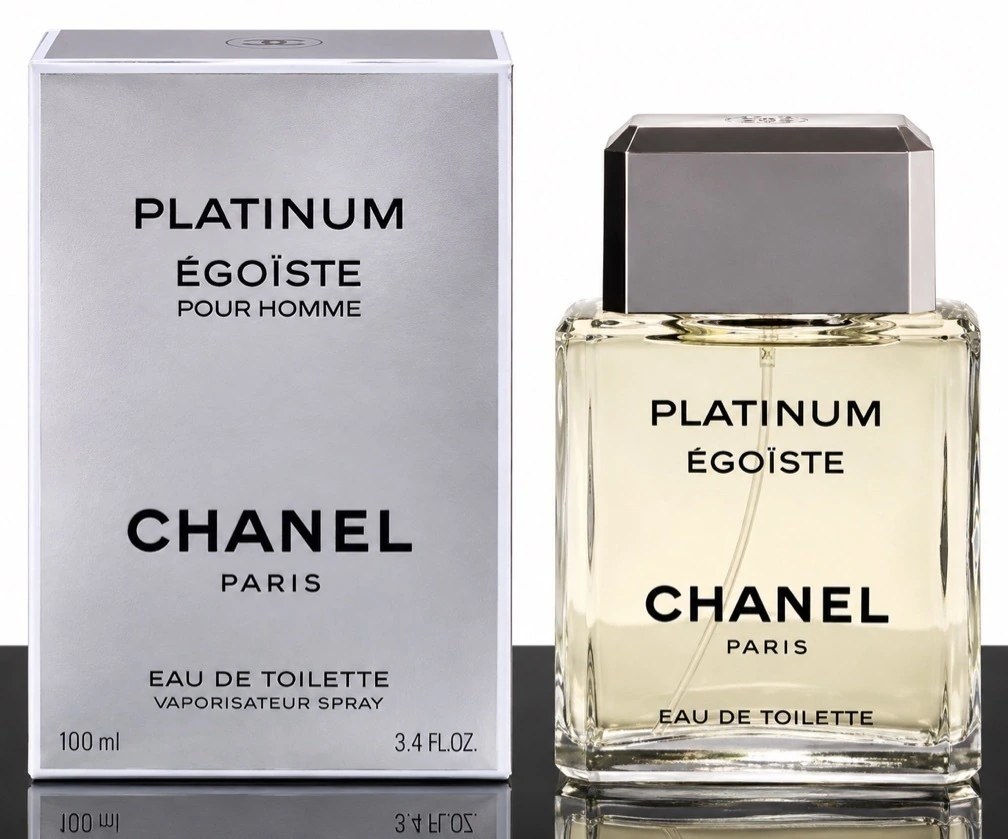 PLATINUM
ÉGOÏSTE
POUR HOMME
CHANEL
PARIS
EAU DE TOILETTE
VAPORISATEUR SPRAY
100 ml
3.4 FL.OZ.
PLATINUM
ÉGOÏSTE
CHANEL
PARIS
EAU DE TOILETTE